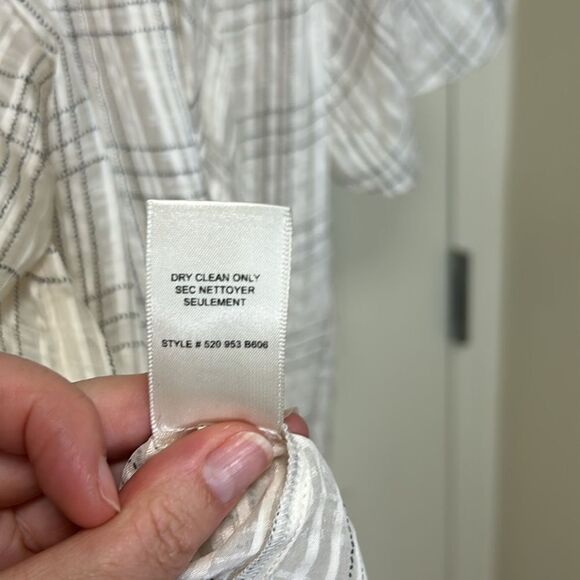 DRY CLEAN ONLY
SEC NETTOYER
SEULEMENT
STYLE # 520 953 B606